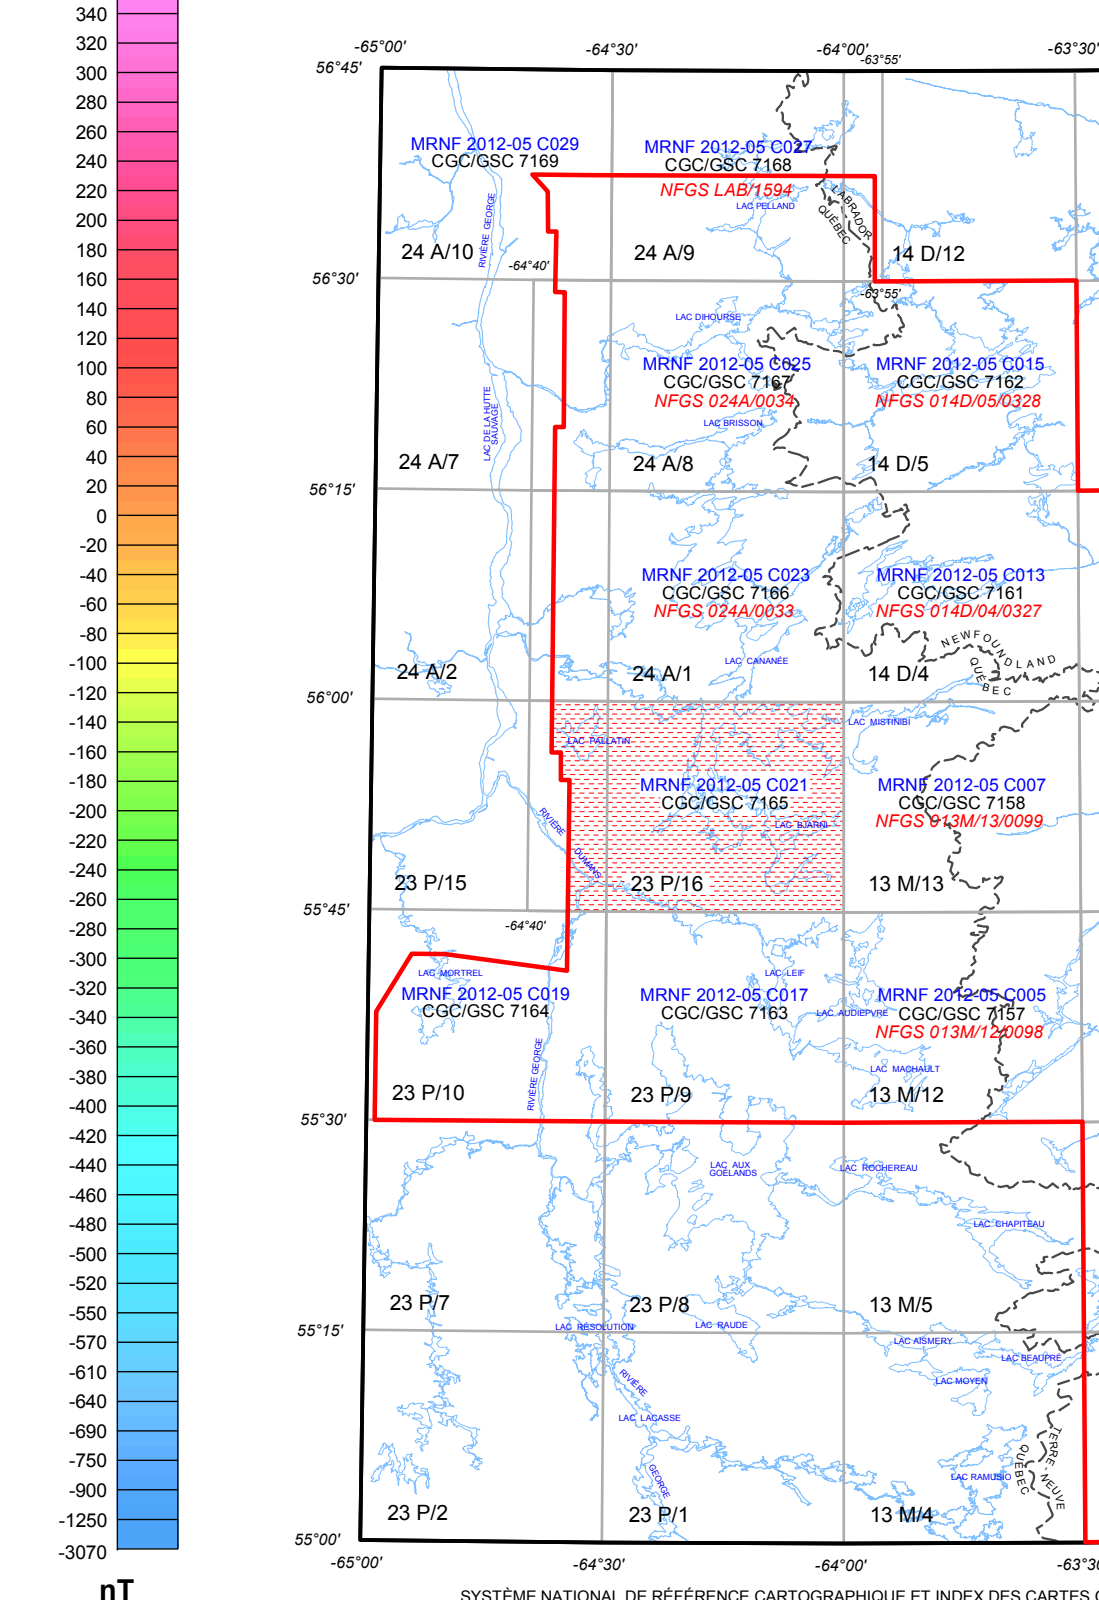 340
320
300
280
260
240
220
200
180
160
140
120
100
80
60
40
20
0
-20
-40
-60
-80
-100
-120
-140
-160
-180
-200
-220
-240
-260
-280
-300
-320
-340
-360
-380
-400
-420
-440
-460
-480
-500
-520
-550
-570
-610
-640
-690
-750
-900
-1250
-3070
nT
-65°00'
-64°30'
-64°00'
-63°55'
-63°30'
56°45'
MRNF 2012-05 C029
CGC/GSC 7169
MRNF 2012-05 C027
CGC/GSC 7168
NFGS LAB/1594
LAC PELLAND
LABRADOR
QUÉBEC
RIVIÈRE GEORGE
24 A/10
-64°40'
24 A/9
14 D/12
56°30'
-63°55'
LAC DIHOURSE
MRNF 2012-05 C025
CGC/GSC 7167
NFGS 024A/0034
MRNF 2012-05 C015
CGC/GSC 7162
NFGS 014D/05/0328
LAC DE LA HUTTE
SAUVAGE
LAC BRISSON
24 A/7
24 A/8
14 D/5
56°15'
MRNF 2012-05 C023
CGC/GSC 7166
NFGS 024A/0033
MRNF 2012-05 C013
CGC/GSC 7161
NFGS 014D/04/0327
NEWFOUNDLAND
QUÉBEC
LAC CANANÉE
24 A/2
24 A/1
14 D/4
56°00'
LAC MISTINIBI
LAC PALLATIN
MRNF 2012-05 C021
CGC/GSC 7165
MRNF 2012-05 C007
CGC/GSC 7158
NFGS 013M/13/0099
LAC BJARNI
RIVIÈRE
DUMANS
23 P/15
23 P/16
13 M/13
55°45'
-64°40'
LAC MORTREL
LAC LEIF
MRNF 2012-05 C019
CGC/GSC 7164
MRNF 2012-05 C017
CGC/GSC 7163
MRNF 2012-05 C005
CGC/GSC 7157
NFGS 013M/12/0098
LAC AUDIEPVRE
RIVIÈRE GEORGE
LAC MACHAULT
23 P/10
23 P/9
13 M/12
55°30'
LAC AUX
GOÉLANDS
LAC ROCHEREAU
LAC CHAPITEAU
23 P/7
23 P/8
13 M/5
55°15'
LAC RÉSOLUTION
LAC RAUDE
LAC AISMERY
LAC BEAUPRÉ
RIVIÈRE
LAC MOYEN
LAC LACASSE
GEORGE
LAC RAMUSIO
QUÉBEC
TERRE-NEUVE
23 P/2
23 P/1
13 M/4
55°00'
-65°00'
-64°30'
-64°00'
-63°30
SYSTÈME NATIONAL DE RÉFÉRENCE CARTOGRAPHIQUE ET INDEX DES CARTES